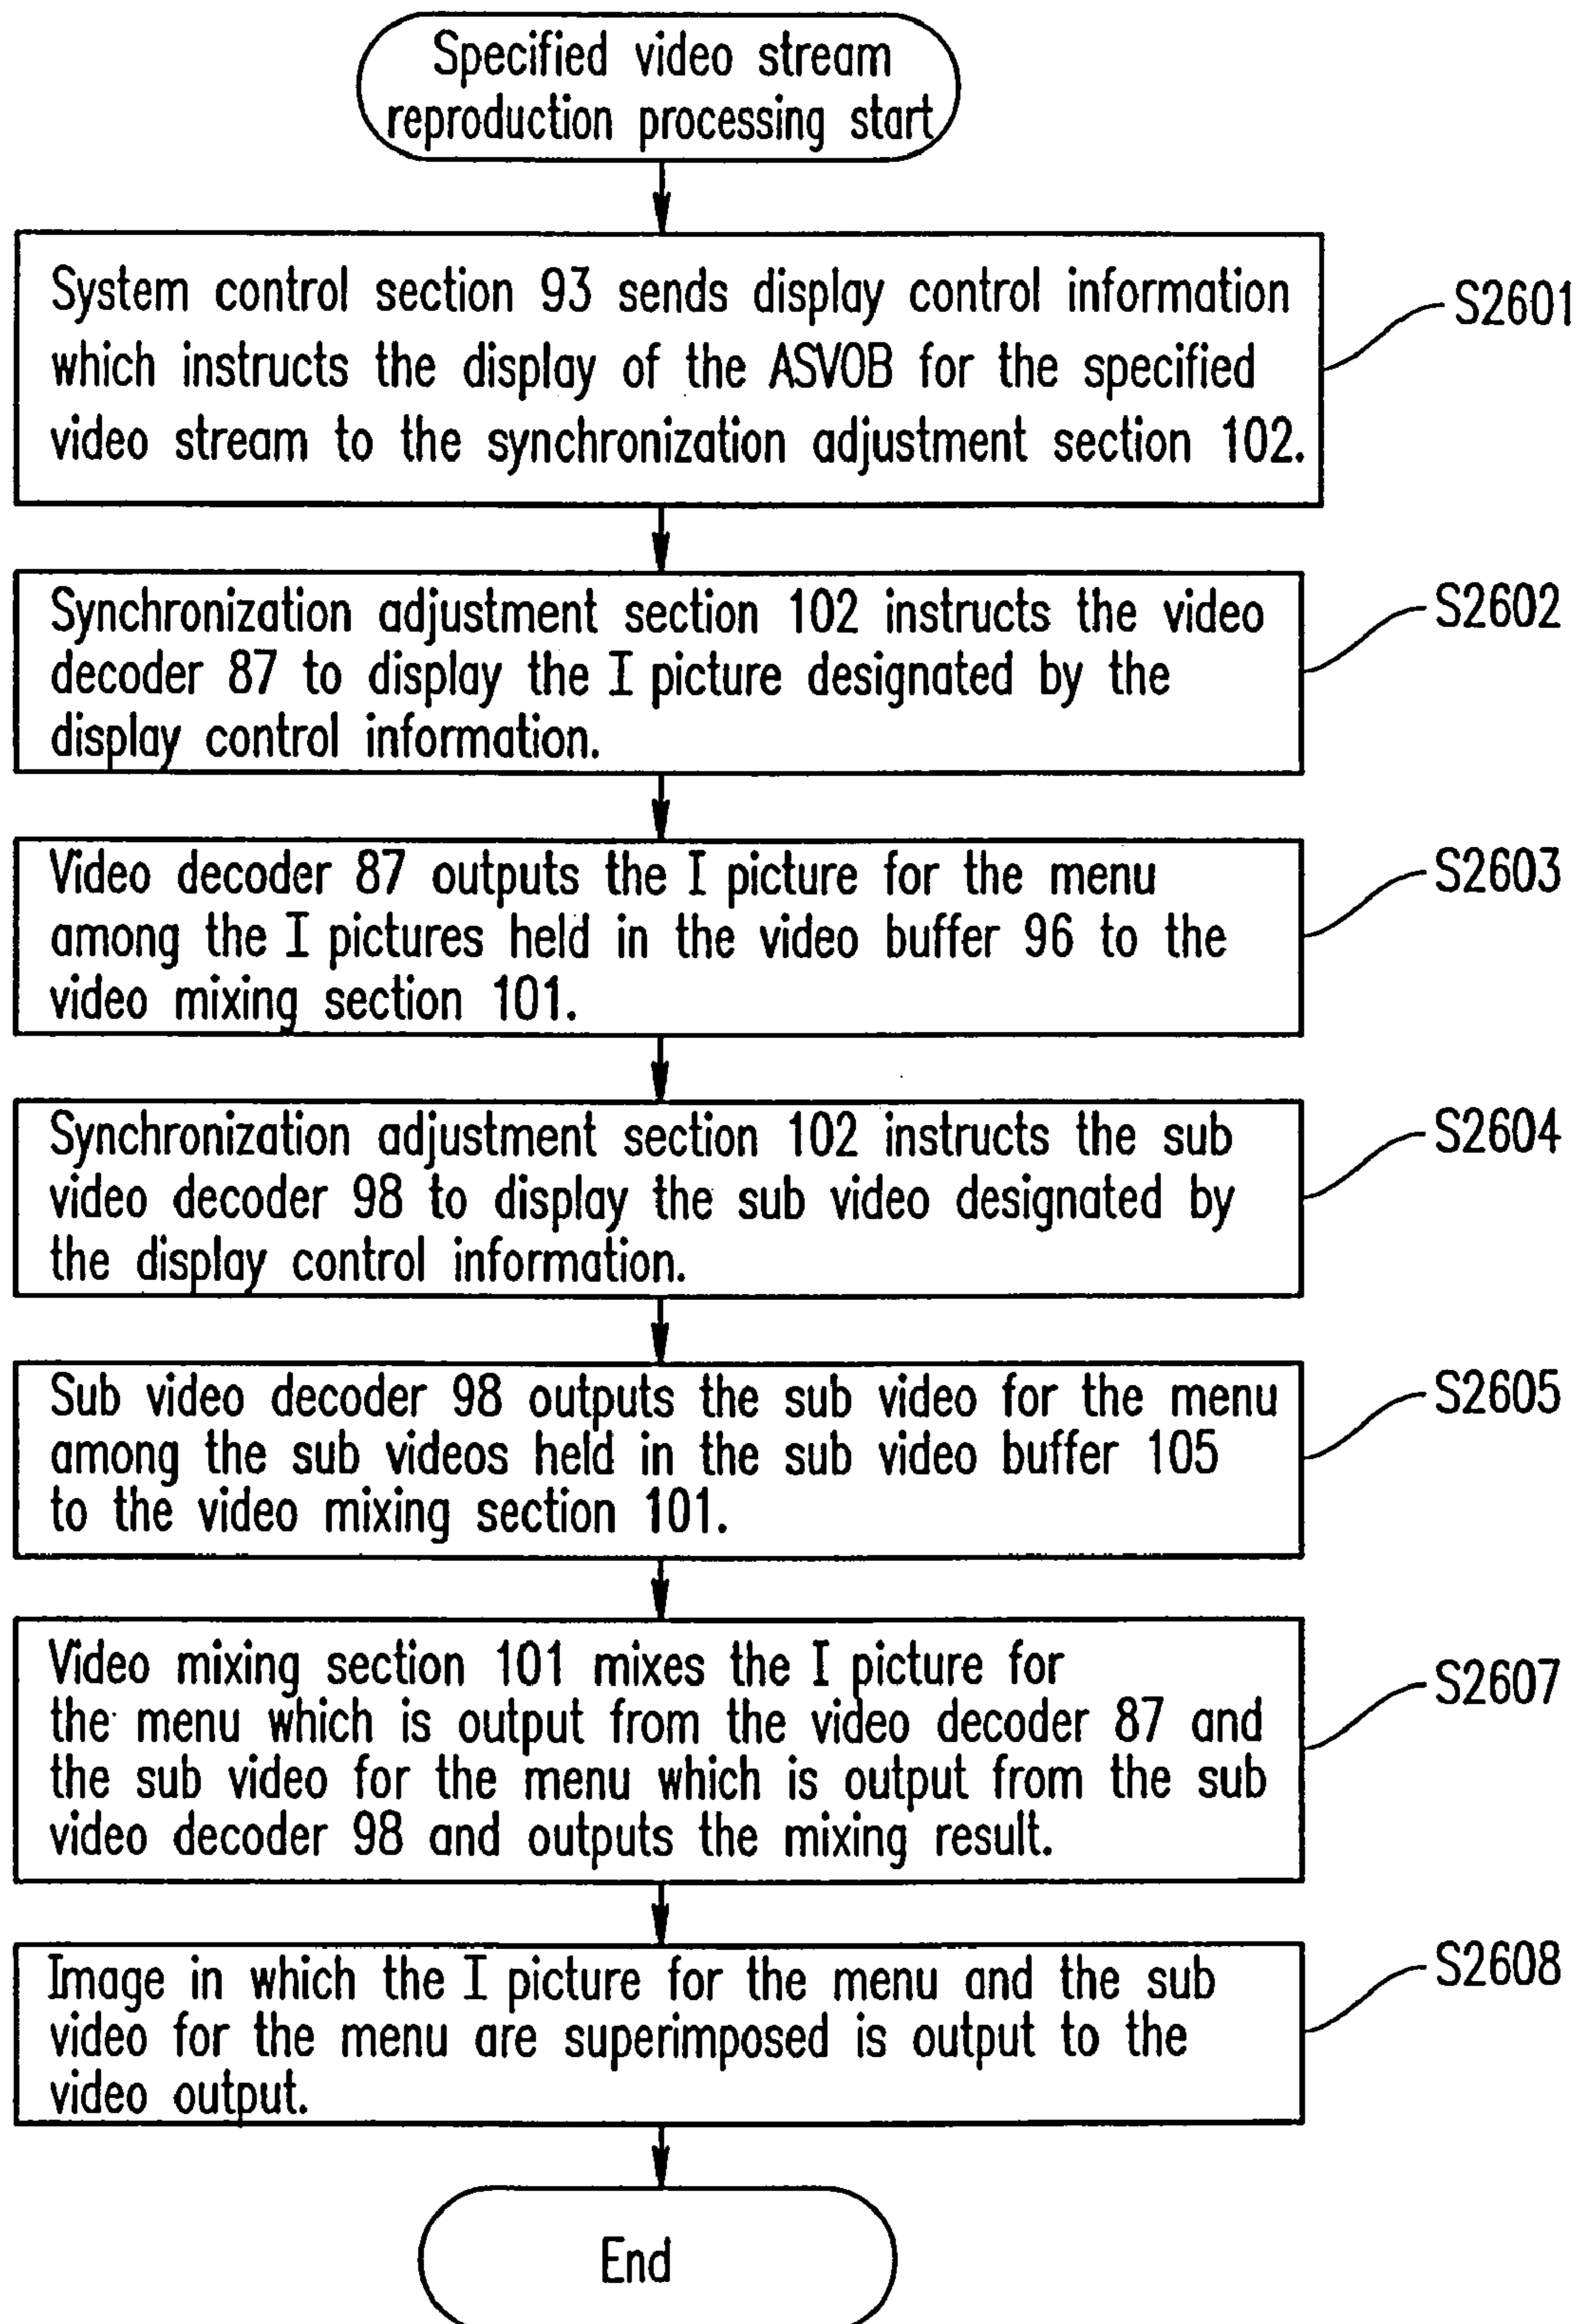 Specified video stream
reproduction processing start
System control section 93 sends display control information
which instructs the display of the ASVOB for the specified
video stream to the synchronization adjustment section 102.
S2601
Synchronization adjustment section 102 instructs the video
decoder 87 to display the I picture designated by the
display control information.
S2602
Video decoder 87 outputs the I picture for the menu
among the I pictures held in the video buffer 96 to the
video mixing section 101.
S2603
Synchronization adjustment section 102 instructs the sub
video decoder 98 to display the sub video designated by
the display control information.
S2604
Sub video decoder 98 outputs the sub video for the menu
among the sub videos held in the sub video buffer 105
to the video mixing section 101.
S2605
Video mixing section 101 mixes the I picture for
the menu which is output from the video decoder 87 and
the sub video for the menu which is output from the sub
video decoder 98 and outputs the mixing result.
S2607
Image in which the I picture for the menu and the sub
video for the menu are superimposed is output to the
video output.
S2608
End